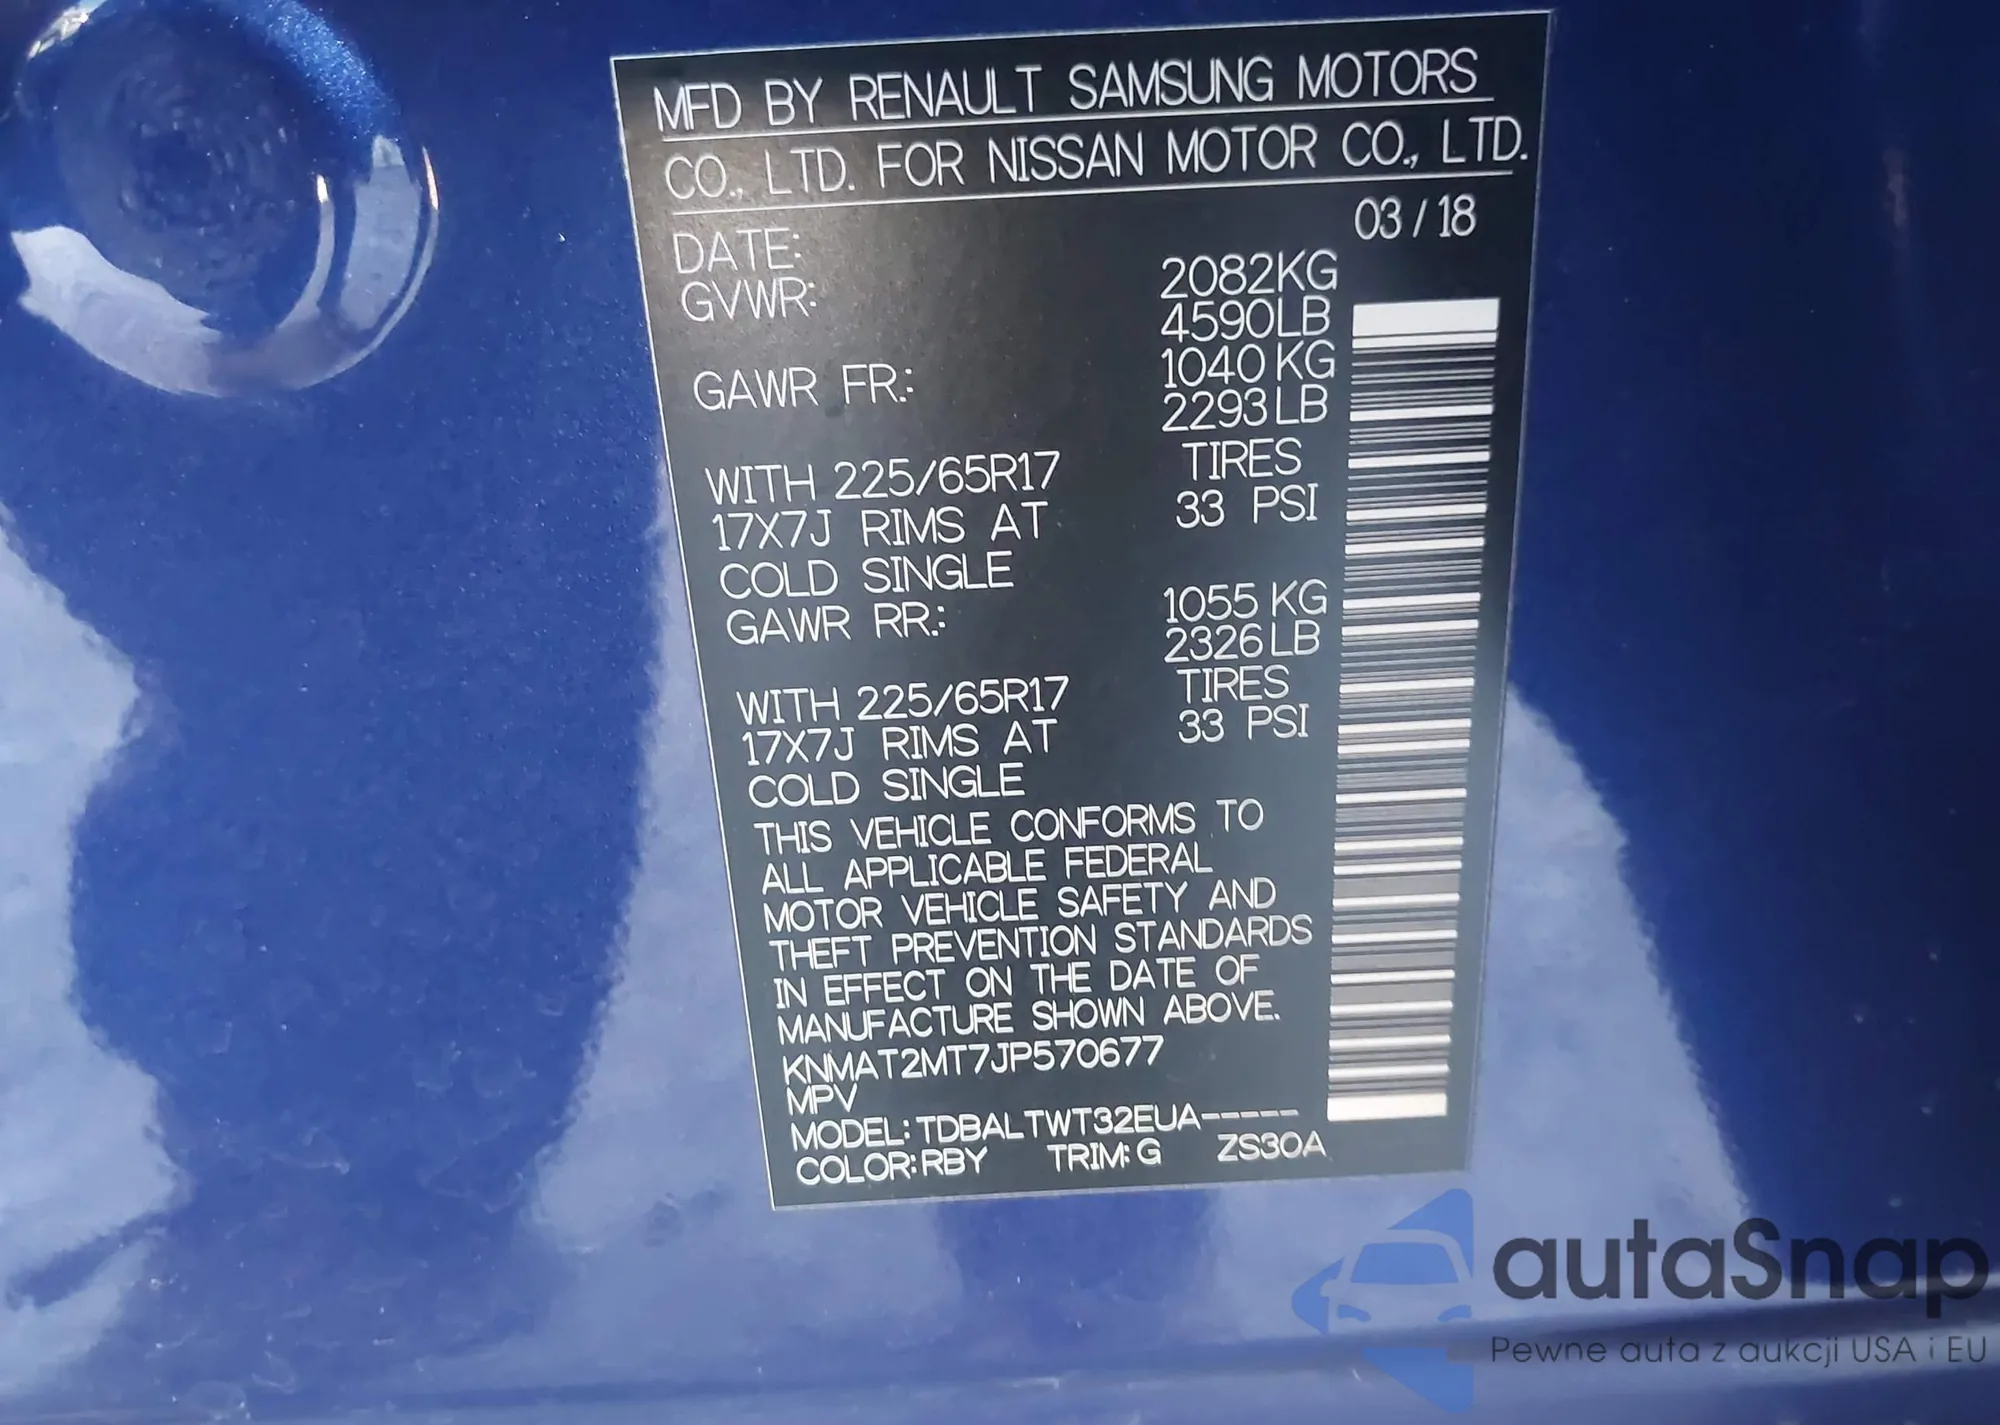 MFD BY RENAULT SAMSUNG MOTORS
CO., LTD. FOR NISSAN MOTOR CO., LTD.
DATE: 03 / 18
GVWR: 2082KG
4590LB
GAWR FR.: 1040 KG
2293LB
WITH 225/65R17 TIRES
17X7J RIMS AT 33 PSI
COLD SINGLE
GAWR RR.: 1055 KG
2326LB
WITH 225/65R17 TIRES
17X7J RIMS AT 33 PSI
COLD SINGLE
THIS VEHICLE CONFORMS TO
ALL APPLICABLE FEDERAL
MOTOR VEHICLE SAFETY AND
THEFT PREVENTION STANDARDS
IN EFFECT ON THE DATE OF
MANUFACTURE SHOWN ABOVE.
KNMAT2MT7JP570677
MPV
MODEL: TDBALTWT32EUA-----
COLOR: RBY TRIM: G ZS30A
autaSnap
Pewne auta z aukcji USA i EU